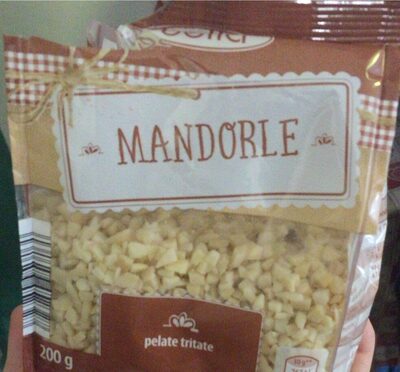 MANDORLE
pelate tritate
200 g